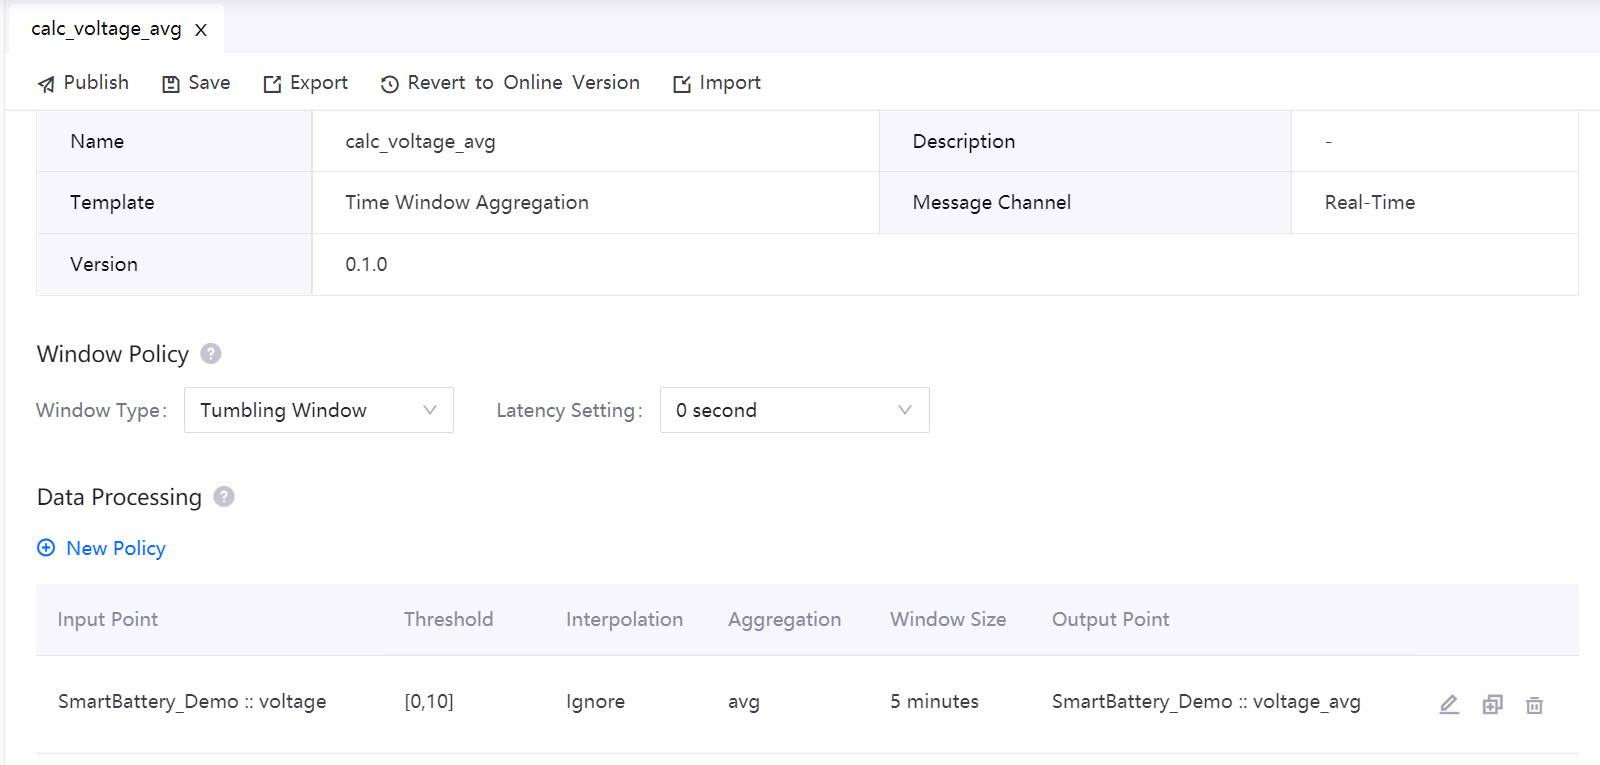 calc_voltage_avg X
Publish Save Export Revert to Online Version Import
Name calc_voltage_avg Description -
Template Time Window Aggregation Message Channel Real-Time
Version 0.1.0
Window Policy ?
Window Type: Tumbling Window Latency Setting: 0 second
Data Processing ?
New Policy
Input Point Threshold Interpolation Aggregation Window Size Output Point
SmartBattery_Demo :: voltage [0,10] Ignore avg 5 minutes SmartBattery_Demo :: voltage_avg